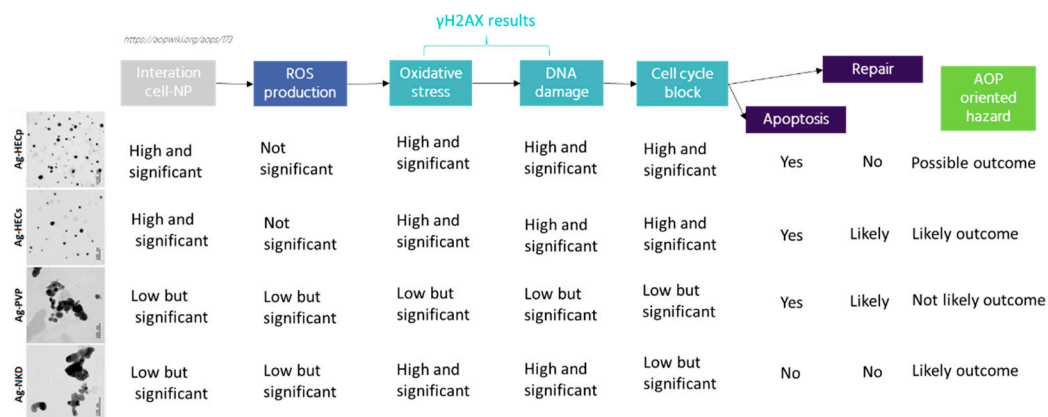 γH2AX results
https://aopwiki.org/aops/173
Interation
cell-NP
ROS
production
Oxidative
stress
DNA
damage
Cell cycle
block
Repair
Apoptosis
AOP
oriented
hazard
Ag-HECp
High and
significant
Not
significant
High and
significant
High and
significant
High and
significant
Yes
No
Possible outcome
Ag-HECs
High and
significant
Not
significant
High and
significant
High and
significant
High and
significant
Yes
Likely
Likely outcome
Ag-PVP
Low but
significant
Low but
significant
Low but
significant
Low but
significant
Low but
significant
Yes
Likely
Not likely outcome
Ag-NKD
Low but
significant
Low but
significant
High and
significant
High and
significant
Low but
significant
No
No
Likely outcome